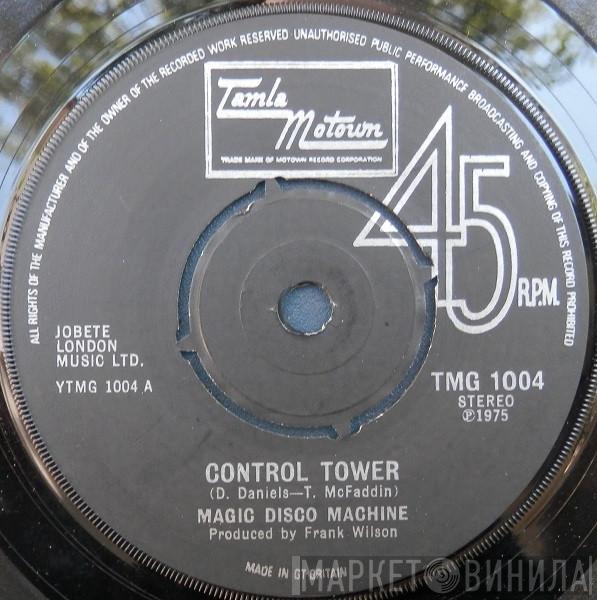 ALL RIGHTS OF THE MANUFACTURER AND OF THE OWNER OF THE RECORDED WORK RESERVED UNAUTHORISED PUBLIC PERFORMANCE BROADCASTING AND COPYING OF THIS RECORD PROHIBITED
Tamla
Motown
TRADE MARK OF MOTOWN RECORD CORPORATION
45
R.P.M.
JOBETE
LONDON
MUSIC LTD.
YTMG 1004 A
TMG 1004
STEREO
℗1975
CONTROL TOWER
(D. Daniels—T. McFaddin)
MAGIC DISCO MACHINE
Produced by Frank Wilson
MADE IN GT BRITAIN
МАРКЕТ ВИНИЛА